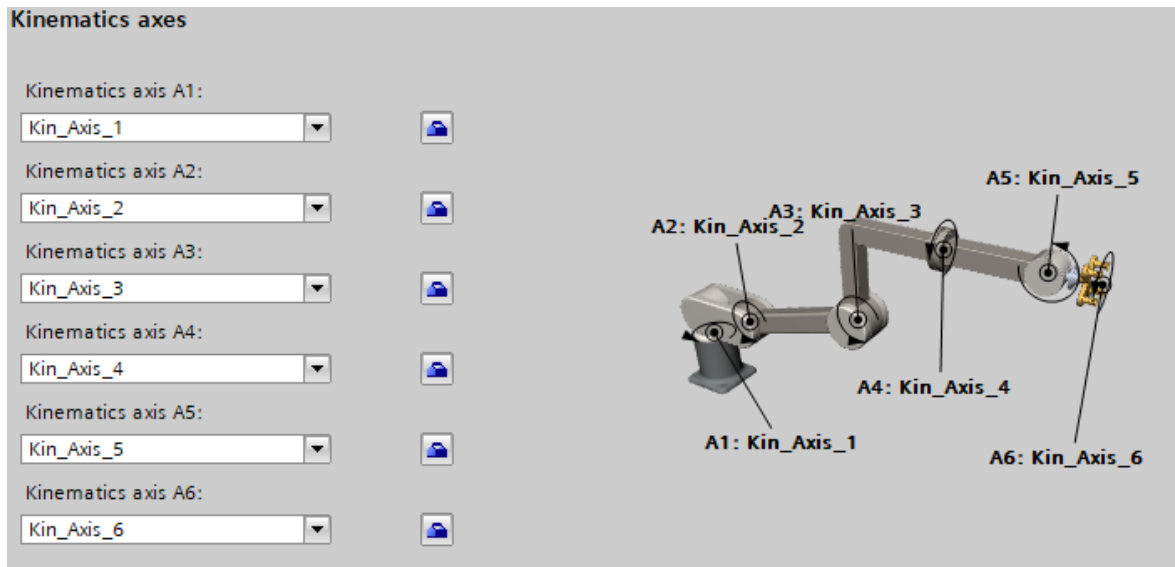 Kinematics axes
Kinematics axis A1:
Kin_Axis_1
Kinematics axis A2:
Kin_Axis_2
Kinematics axis A3:
Kin_Axis_3
Kinematics axis A4:
Kin_Axis_4
Kinematics axis A5:
Kin_Axis_5
Kinematics axis A6:
Kin_Axis_6
A5: Kin_Axis_5
A3: Kin_Axis_3
A2: Kin_Axis_2
A4: Kin_Axis_4
A1: Kin_Axis_1
A6: Kin_Axis_6